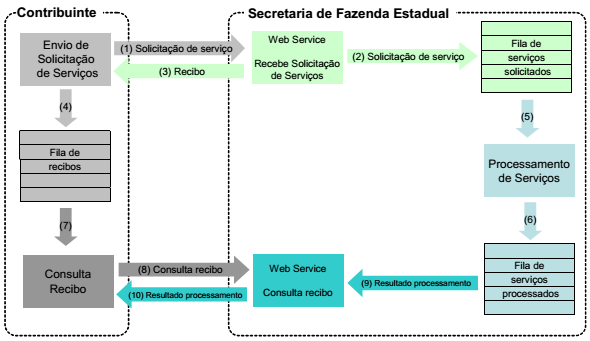 Contribuinte
Secretaria de Fazenda Estadual
Envio de
Solicitação
de Serviços
(1) Solicitação de serviço
(3) Recibo
Web Service
Recebe Solicitação
de Serviços
(2) Solicitação de serviço
Fila de
serviços
solicitados
(4)
(5)
Fila de
recibos
Processamento
de Serviços
(7)
(6)
Consulta
Recibo
(8) Consulta recibo
(10) Resultado processamento
Web Service
Consulta recibo
(9) Resultado processamento
Fila de
serviços
processados